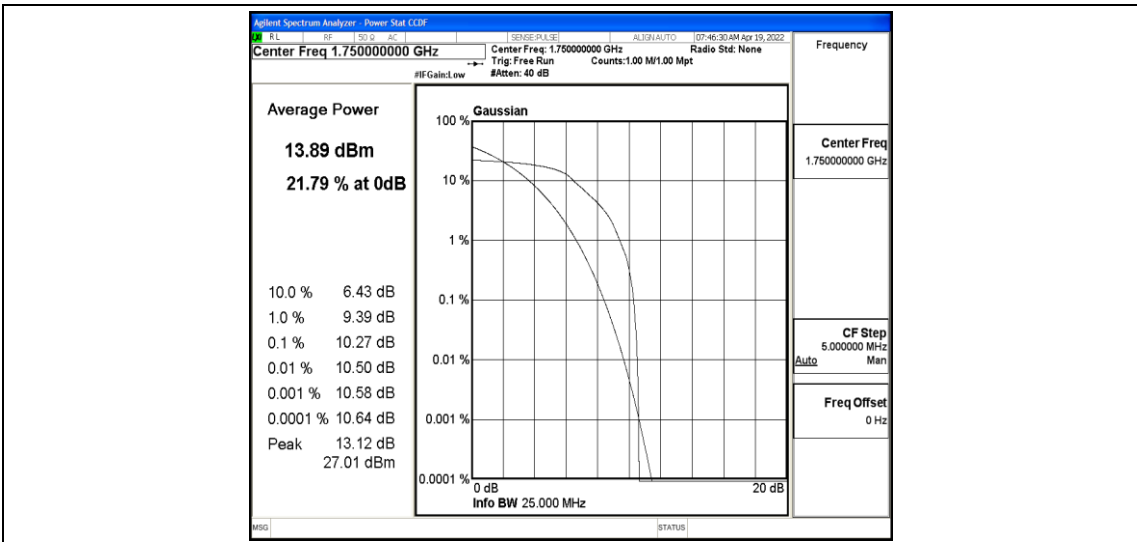 Agilent Spectrum Analyzer - Power Stat CCDF
RL RF 50 Ω AC SENSE:PULSE ALIGNAUTO 07:46:30 AM Apr 19, 2022
Center Freq 1.750000000 GHz
Center Freq: 1.750000000 GHz Radio Std: None
Trig: Free Run Counts:1.00 M/1.00 Mpt
#IFGain:Low #Atten: 40 dB
Frequency
Average Power
13.89 dBm
21.79 % at 0dB
10.0 % 6.43 dB
1.0 % 9.39 dB
0.1 % 10.27 dB
0.01 % 10.50 dB
0.001 % 10.58 dB
0.0001 % 10.64 dB
Peak 13.12 dB
27.01 dBm
Gaussian
100 %
10 %
1 %
0.1 %
0.01 %
0.001 %
0.0001 %
0 dB 20 dB
Info BW 25.000 MHz
Center Freq
1.750000000 GHz
CF Step
5.000000 MHz
Auto Man
Freq Offset
0 Hz
MSG STATUS